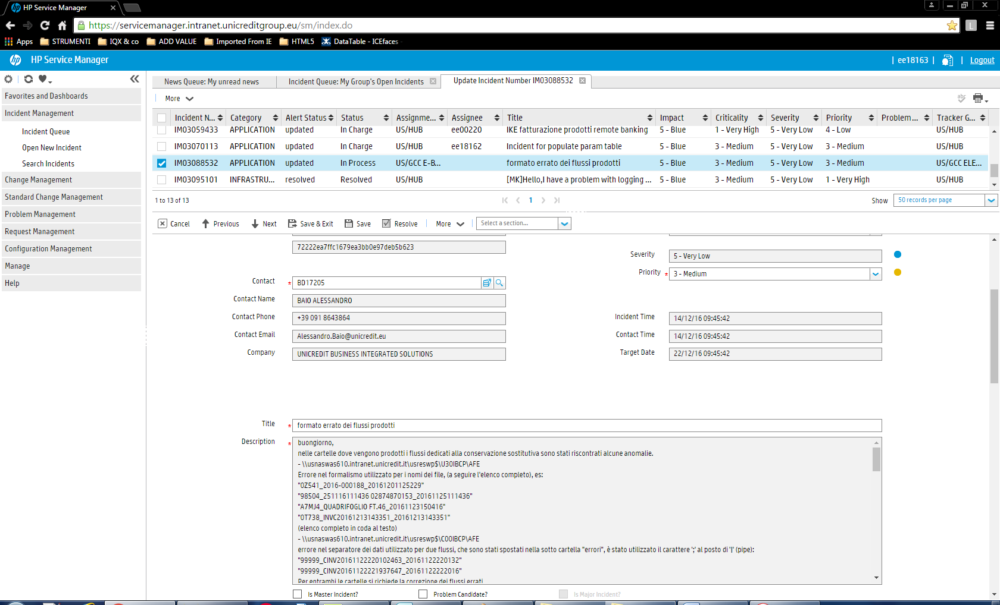 HP Service Manager
https://servicemanager.intranet.unicreditgroup.eu/sm/index.do
L
Apps STRUMENTI IQX & co ADD VALUE Imported From IE HTML5 DataTable - ICEfaces
hp HP Service Manager | ee18163 | | Logout
News Queue: My unread news Incident Queue: My Group's Open Incidents Update Incident Number IM03088532
Favorites and Dashboards
Incident Management
Incident Queue
Open New Incident
Search Incidents
Change Management
Standard Change Management
Problem Management
Request Management
Configuration Management
Manage
Help
More abc
Incident N... Category Alert Status Status Assignme... Assignee Title Impact Criticality Severity Priority Problem ... Tracker G...
IM03059433 APPLICATION updated In Charge US/HUB ee00220 IKE fatturazione prodotti remote banking 5 - Blue 1 - Very High 5 - Very Low 4 - Low US/HUB
IM03070113 APPLICATION updated In Charge US/HUB ee18162 Incident for populate param table 5 - Blue 3 - Medium 5 - Very Low 3 - Medium US/HUB
IM03088532 APPLICATION updated In Process US/GCC E-B... formato errato dei flussi prodotti 5 - Blue 3 - Medium 5 - Very Low 3 - Medium US/GCC ELE...
IM03095101 INFRASTRU... resolved Resolved US/HUB [MK]Hello,I have a problem with logging ... 5 - Blue 3 - Medium 5 - Very Low 1 - Very High US/HUB
1 to 13 of 13 1 Show 50 records per page
Cancel Previous Next Save & Exit Save Resolve More Select a section...
72222ea7ffc1679ea3bb0e97deb5b623
Severity 5 - Very Low
Priority * 3 - Medium
Contact * BD17205
Contact Name BAIO ALESSANDRO
Contact Phone +39 091 8643864
Contact Email Alessandro.Baio@unicredit.eu
Company UNICREDIT BUSINESS INTEGRATED SOLUTIONS
Incident Time 14/12/16 09:45:42
Contact Time 14/12/16 09:45:42
Target Date 22/12/16 09:45:42
Title * formato errato dei flussi prodotti
Description * buongiorno,
nelle cartelle dove vengono prodotti i flussi dedicati alla conservazione sostitutiva sono stati riscontrati alcune anomalie.
- \\usnaswas610.intranet.unicredit.it\usreswp$\U30IBCP\AFE
Errore nel formalismo utilizzato per i nomi dei file, (a seguire l'elenco completo), es:
"0Z541_2016-000188_20161201125229"
"98504_251116111436 02874870153_20161125111436"
"A7MJ4_QUADRIFOGLIO FT.46_20161123150416"
"0T738_INVC20161213143351_20161213143351"
(elenco completo in coda al testo)
- \\usnaswas610.intranet.unicredit.it\usreswp$\C00IBCP\AFE
errore nel separatore dei dati utilizzato per due flussi, che sono stati spostati nella sotto cartella "errori", è stato utilizzato il carattere ';' al posto di '|' (pipe):
"99999_CINV20161122220102463_20161122220132"
"99999_CINV20161122221937647_20161122222016"
Per entrambi le cartelle si richiede la correzione dei flussi errati
Is Master Incident? Problem Candidate? Is Major Incident?